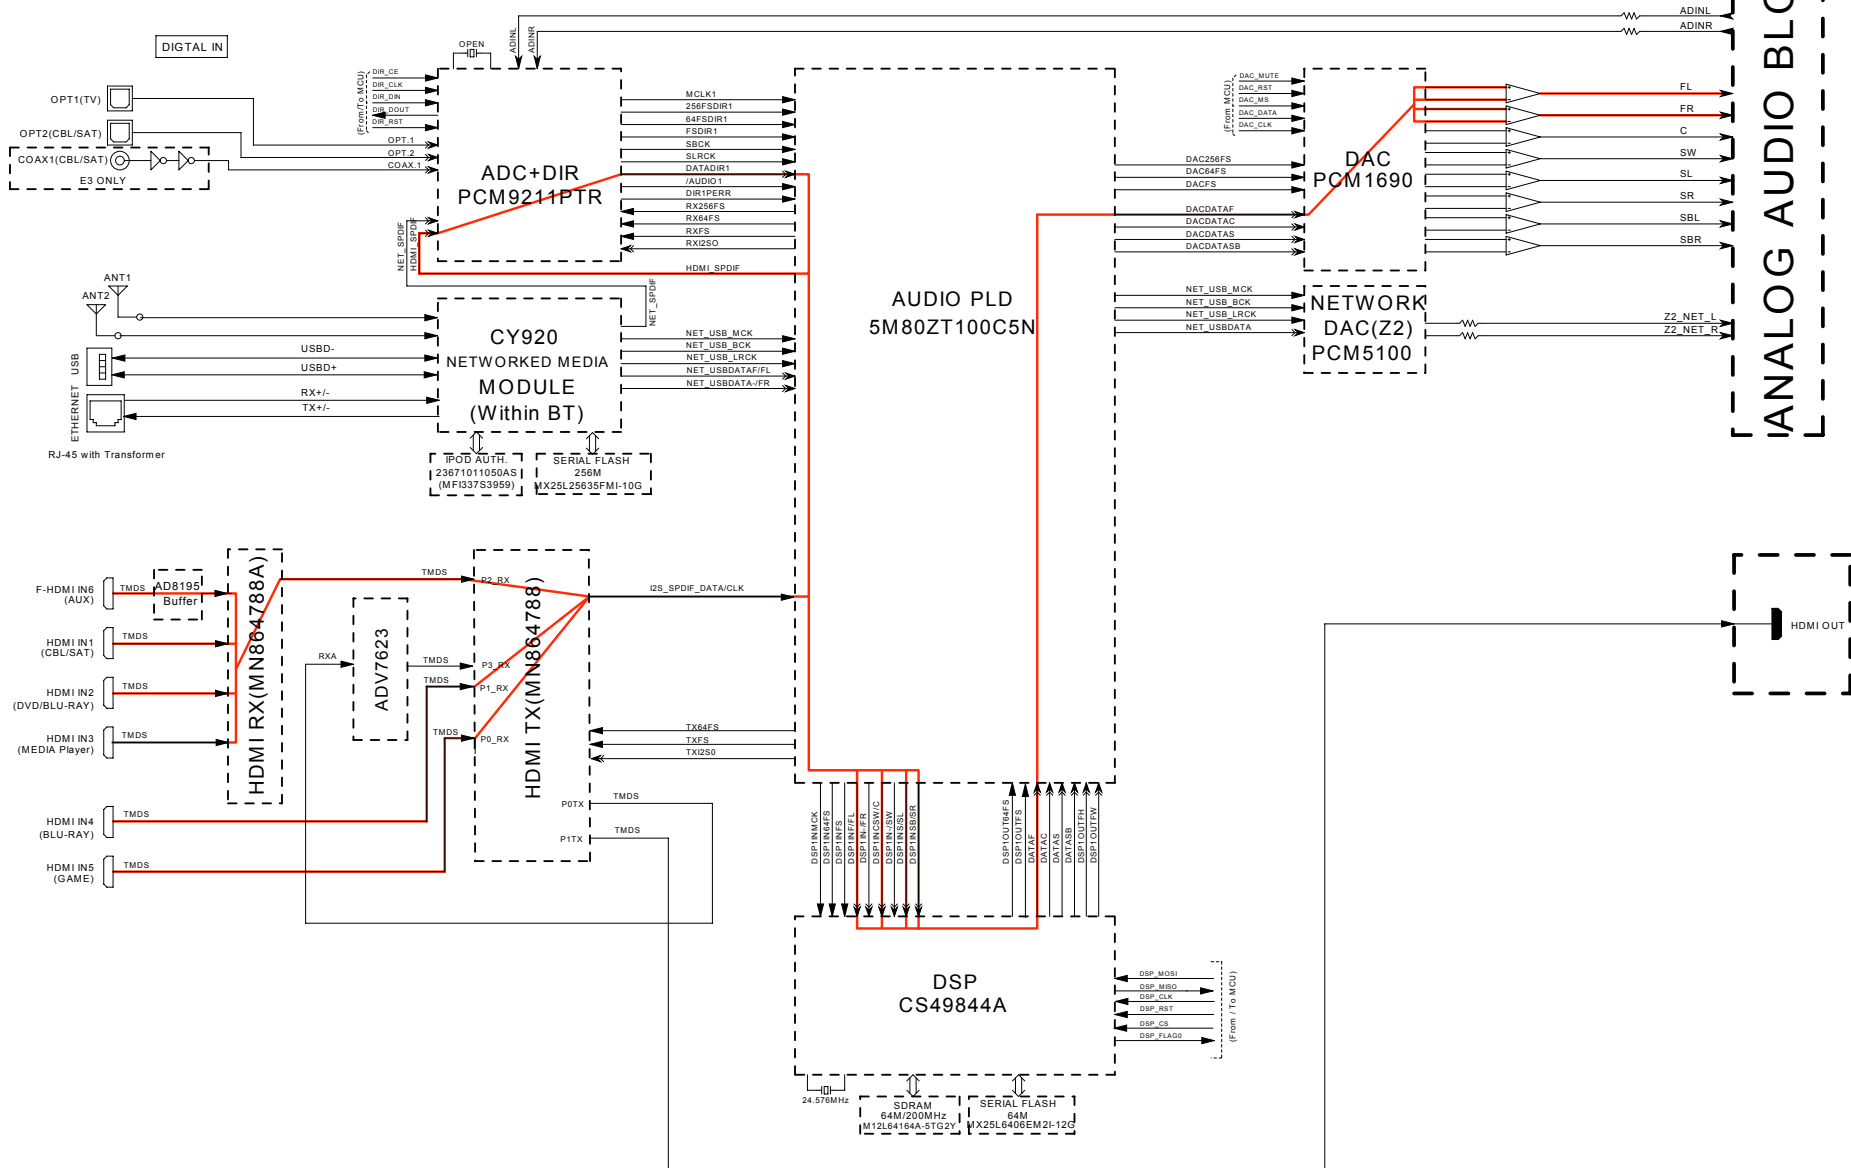 ADINL
ADINR
ANALOG AUDIO BLO
DIGTAL IN
OPEN
ADINL
ADINR
OPT1(TV)
OPT2(CBL/SAT)
COAX1(CBL/SAT)
E3 ONLY
(From/To MCU)
DIR_CE
DIR_CLK
DIR_DIN
DIR_DOUT
DIR_RST
OPT.1
OPT.2
COAX.1
ADC+DIR
PCM9211PTR
MCLK1
256FSDIR1
64FSDIR1
FSDIR1
SBCK
SLRCK
DATADIR1
/AUDIO1
DIR1PERR
RX256FS
RX64FS
RXFS
RXI2SO
HDMI_SPDIF
NET_SPDIF
HDMI_SPDIF
NET_SPDIF
AUDIO PLD
5M80ZT100C5N
DAC256FS
DAC64FS
DACFS
DACDATAF
DACDATAC
DACDATAS
DACDATASB
(From MCU)
DAC_MUTE
DAC_RST
DAC_MS
DAC_DATA
DAC_CLK
DAC
PCM1690
FL
FR
C
SW
SL
SR
SBL
SBR
NET_USB_MCK
NET_USB_BCK
NET_USB_LRCK
NET_USBDATA
NETWORK
DAC(Z2)
PCM5100
Z2_NET_L
Z2_NET_R
ANT1
ANT2
USB
ETHERNET
USBD-
USBD+
RX+/-
TX+/-
RJ-45 with Transformer
CY920
NETWORKED MEDIA
MODULE
(Within BT)
NET_USB_MCK
NET_USB_BCK
NET_USB_LRCK
NET_USBDATAF/FL
NET_USBDATA-/FR
IPOD AUTH.
23671011050AS
(MFI337S3959)
SERIAL FLASH
256M
MX25L25635FMI-10G
F-HDMI IN6
(AUX)
TMDS
AD8195
Buffer
HDMI IN1
(CBL/SAT)
TMDS
HDMI IN2
(DVD/BLU-RAY)
TMDS
HDMI IN3
(MEDIA Player)
TMDS
HDMI IN4
(BLU-RAY)
TMDS
HDMI IN5
(GAME)
TMDS
HDMI RX(MN864788A)
RXA
ADV7623
TMDS
TMDS
TMDS
TMDS
P2_RX
P3_RX
P1_RX
P0_RX
HDMI TX(MN864788)
P0TX
P1TX
TMDS
TMDS
I2S_SPDIF_DATA/CLK
TX64FS
TXFS
TXI2S0
HDMI OUT
DSP1INMCK
DSP1IN64FS
DSP1INFS
DSP1INF/FL
DSP1IN-/FR
DSP1INCSW/C
DSP1IN-/SW
DSP1INS/SL
DSP1INSB/SR
DSP1OUT64FS
DSP1OUTFS
DATAF
DATAC
DATAS
DATASB
DSP1OUTFH
DSP1OUTFW
DSP
CS49844A
DSP_MOSI
DSP_MISO
DSP_CLK
DSP_RST
DSP_CS
DSP_FLAG0
(From / To MCU)
24.576MHz
SDRAM
64M/200MHz
M12L64164A-5TG2Y
SERIAL FLASH
64M
MX25L6406EM2I-12G